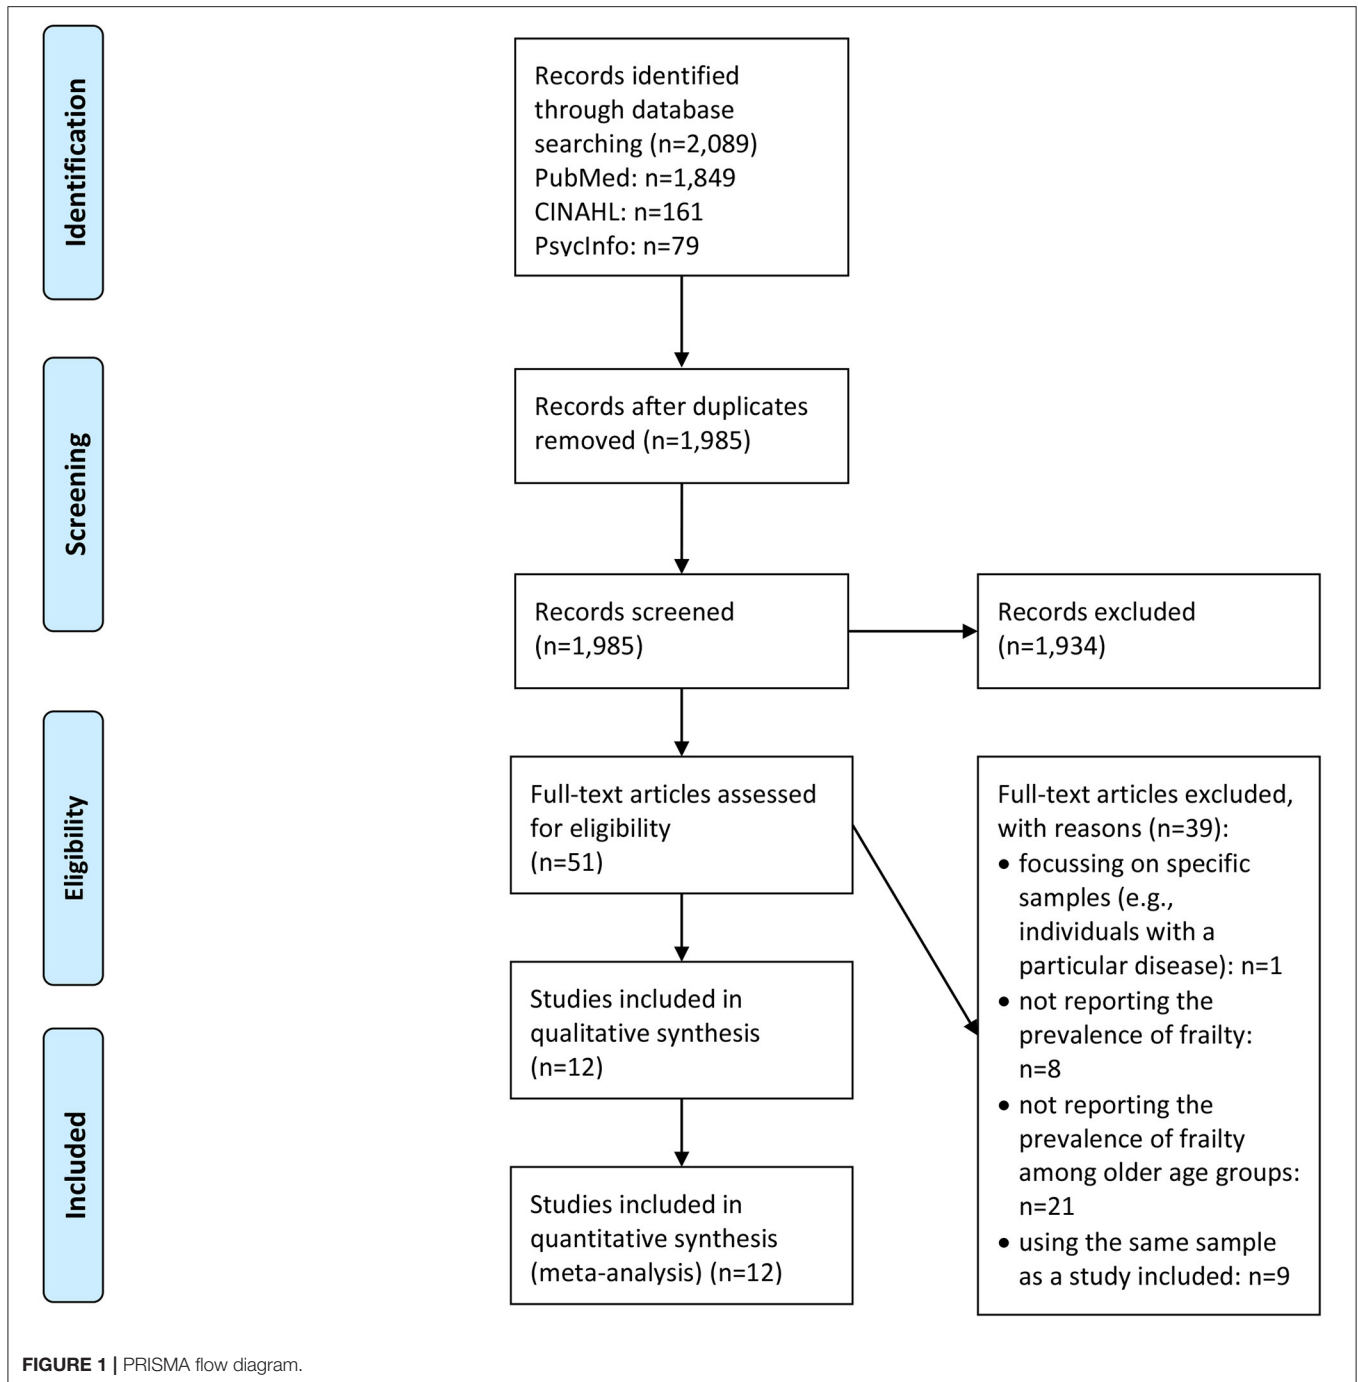 Identification
Records identified
through database
searching (n=2,089)
PubMed: n=1,849
CINAHL: n=161
PsycInfo: n=79
Screening
Records after duplicates
removed (n=1,985)
Records screened
(n=1,985)
Records excluded
(n=1,934)
Eligibility
Full-text articles assessed
for eligibility
(n=51)
Full-text articles excluded,
with reasons (n=39):
• focussing on specific
samples (e.g.,
individuals with a
particular disease): n=1
• not reporting the
prevalence of frailty:
n=8
• not reporting the
prevalence of frailty
among older age groups:
n=21
• using the same sample
as a study included: n=9
Studies included in
qualitative synthesis
(n=12)
Included
Studies included in
quantitative synthesis
(meta-analysis) (n=12)
FIGURE 1 | PRISMA flow diagram.